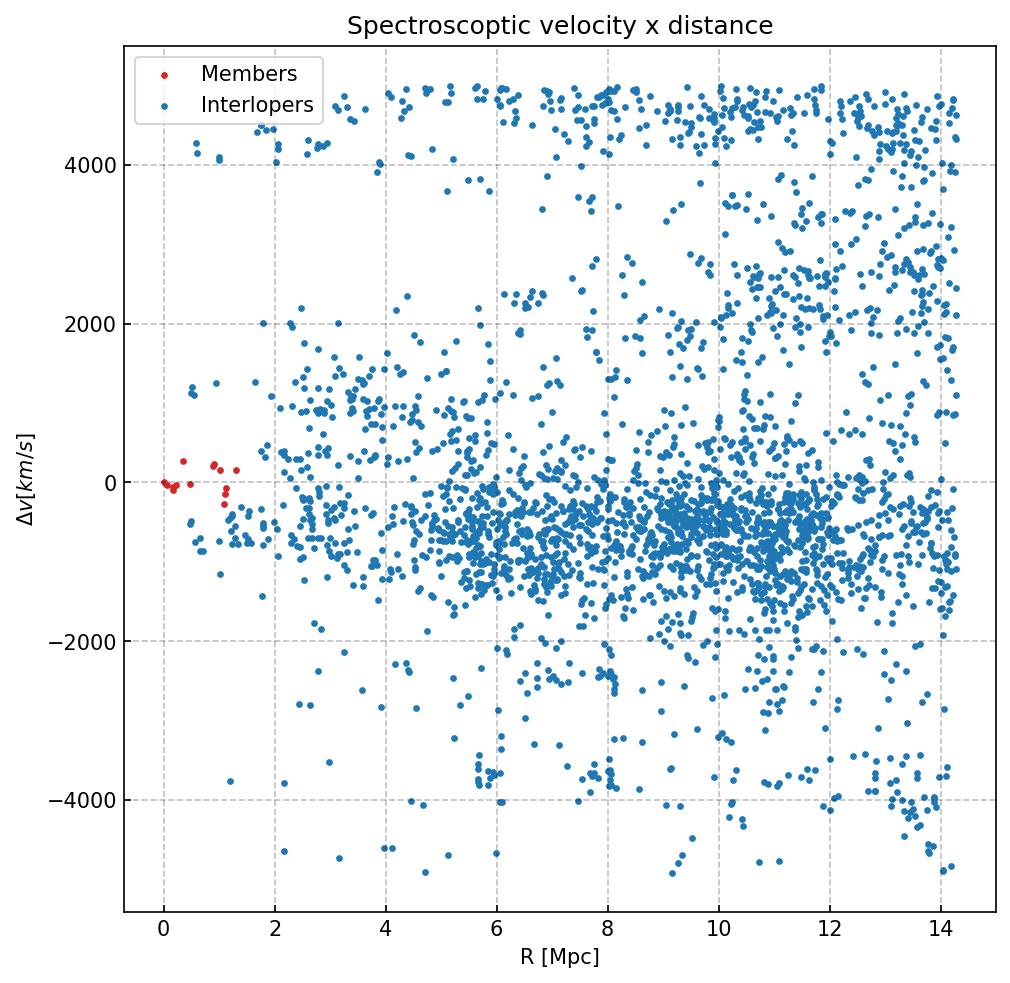 Spectroscoptic velocity x distance
Members
Interlopers
4000
2000
0
−2000
−4000
Δv[km/s]
0 2 4 6 8 10 12 14
R [Mpc]